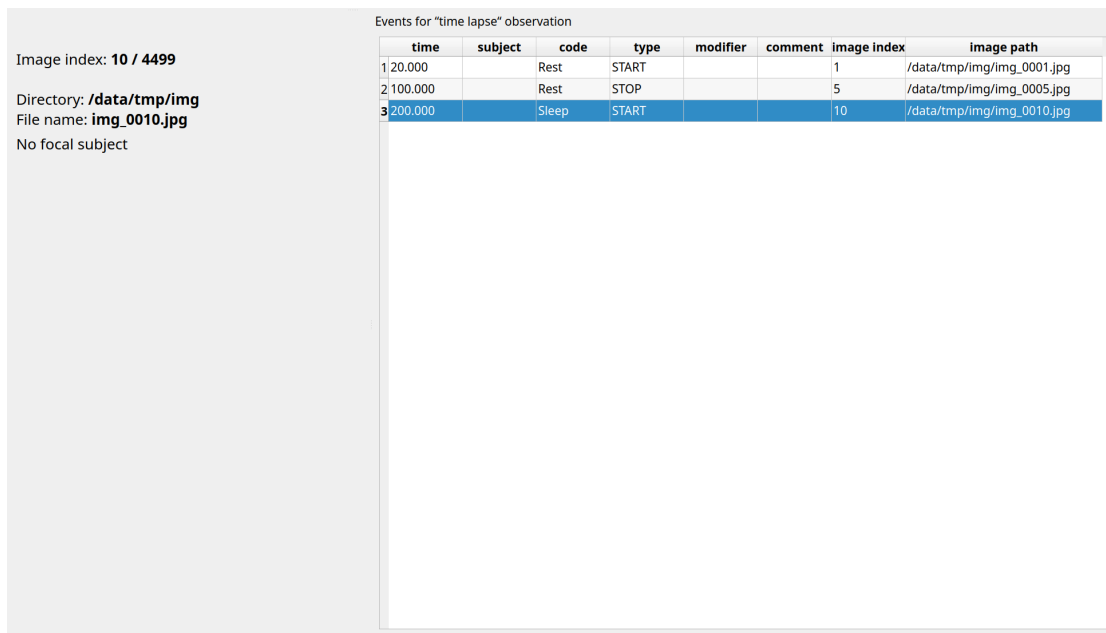 Events for “time lapse” observation
Image index: 10 / 4499
Directory: /data/tmp/img
File name: img_0010.jpg
No focal subject
time subject code type modifier comment image index image path
1 20.000 Rest START 1 /data/tmp/img/img_0001.jpg
2 100.000 Rest STOP 5 /data/tmp/img/img_0005.jpg
3 200.000 Sleep START 10 /data/tmp/img/img_0010.jpg